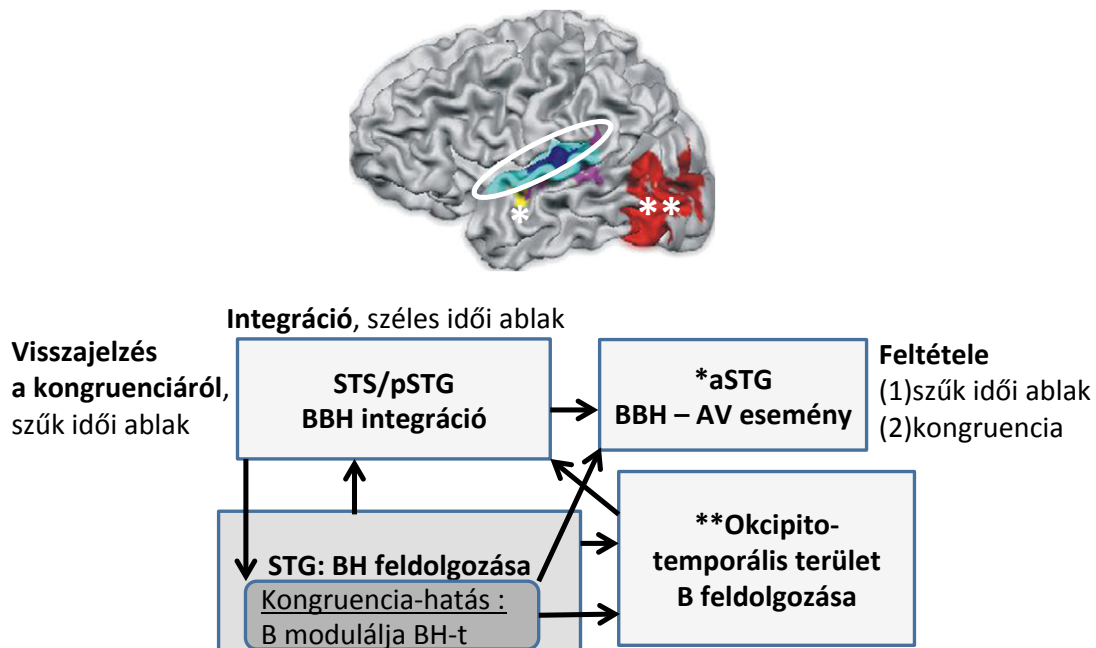 *
**
Integráció, széles idői ablak
Visszajelzés
a kongruenciáról,
szűk idői ablak
STS/pSTG
BBH integráció
*aSTG
BBH – AV esemény
Feltétele
(1)szűk idői ablak
(2)kongruencia
STG: BH feldolgozása
Kongruencia-hatás :
B modulálja BH-t
**Okcipito-
temporális terület
B feldolgozása